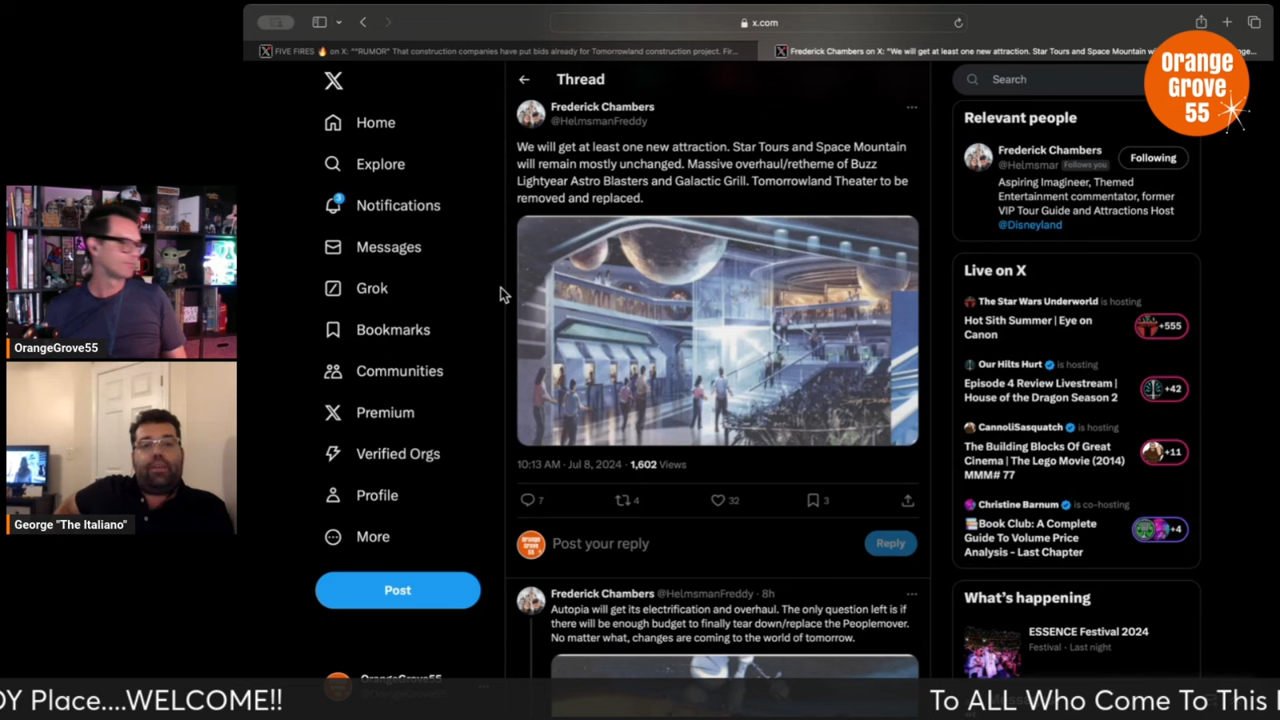 x.com
FIVE FIRES 🔥 on X: "*RUMOR* That construction companies have put bids already for Tomorrowland construction project. Fir...
Frederick Chambers on X: "We will get at least one new attraction. Star Tours and Space Mountain
Orange
Grove
55
Home
Explore
3
Notifications
Messages
Grok
Bookmarks
Communities
Premium
Verified Orgs
Profile
More
Post
OrangeGrove55
Thread
Frederick Chambers
@HelmsmanFreddy
We will get at least one new attraction. Star Tours and Space Mountain
will remain mostly unchanged. Massive overhaul/retheme of Buzz
Lightyear Astro Blasters and Galactic Grill. Tomorrowland Theater to be
removed and replaced.
10:13 AM · Jul 8, 2024 · 1,602 Views
7
4
32
3
Orange
Grove
55
Post your reply
Reply
Frederick Chambers @HelmsmanFreddy · 8h
Autopia will get its electrification and overhaul. The only question left is if
there will be enough budget to finally tear down/replace the Peoplemover.
No matter what, changes are coming to the world of tomorrow.
Search
Relevant people
Frederick Chambers
@Helmsmar Follows you
Following
Aspiring Imagineer, Themed
Entertainment commentator, former
VIP Tour Guide and Attractions Host
@Disneyland
Live on X
The Star Wars Underworld is hosting
Hot Sith Summer | Eye on
Canon
+555
Our Hilts Hurt is hosting
Episode 4 Review Livestream |
House of the Dragon Season 2
+42
CannoliSasquatch is hosting
The Building Blocks Of Great
Cinema | The Lego Movie (2014)
MMM# 77
+11
Christine Barnum is co-hosting
📚Book Club: A Complete
Guide To Volume Price
Analysis - Last Chapter
+4
What's happening
ESSENCE Festival 2024
Festival · Last night
OrangeGrove55
George "The Italiano"
Place....WELCOME!!
To ALL Who Come To This